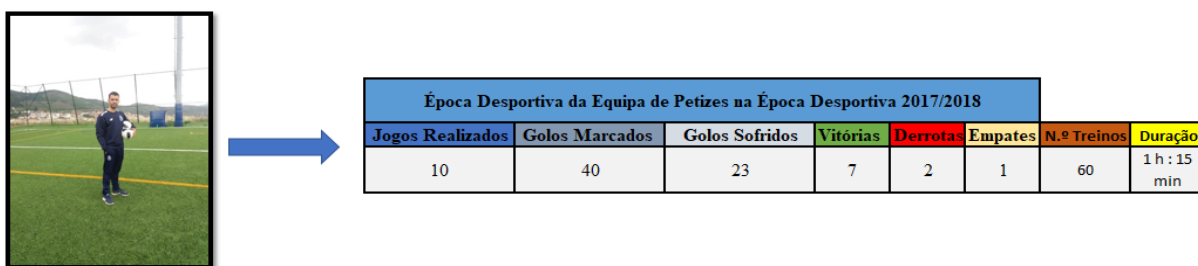 Época Desportiva da Equipa de Petizes na Época Desportiva 2017/2018
Jogos Realizados Golos Marcados Golos Sofridos Vitórias Derrotas Empates N.º Treinos Duração
10 40 23 7 2 1 60 1 h : 15
min